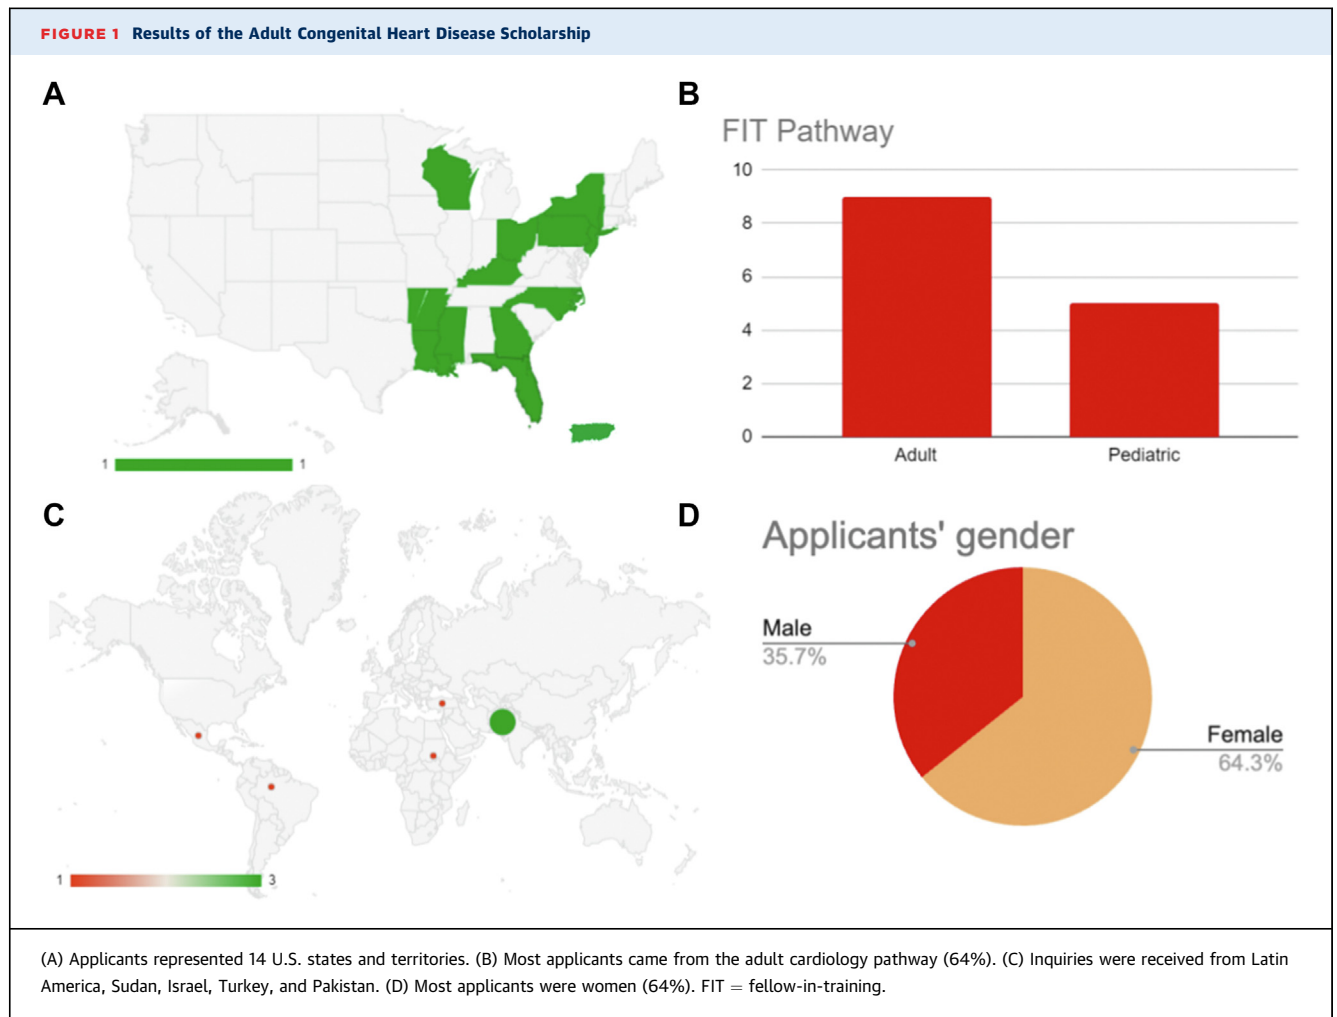 FIGURE 1 Results of the Adult Congenital Heart Disease Scholarship
A
1 1
B
FIT Pathway
10
8
6
4
2
0
Adult Pediatric
C
1 3
D
Applicants' gender
Male
35.7%
Female
64.3%
(A) Applicants represented 14 U.S. states and territories. (B) Most applicants came from the adult cardiology pathway (64%). (C) Inquiries were received from Latin
America, Sudan, Israel, Turkey, and Pakistan. (D) Most applicants were women (64%). FIT = fellow-in-training.